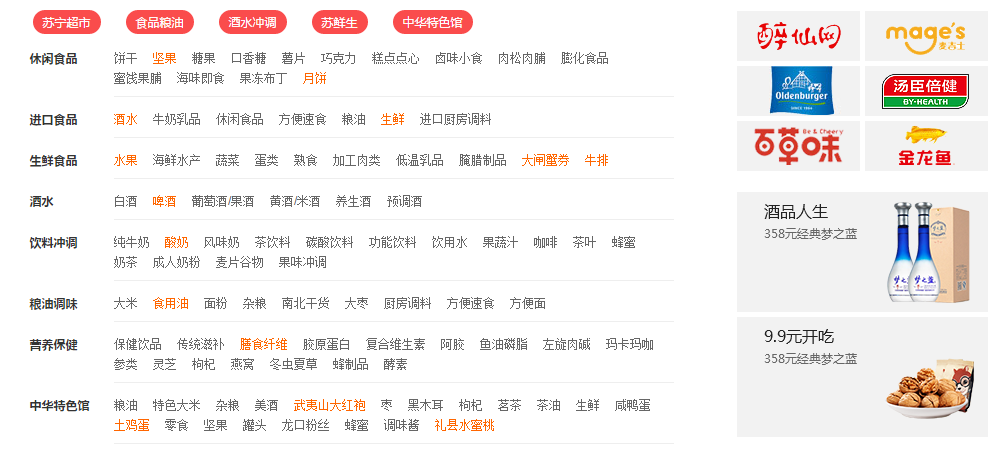 苏宁超市 食品粮油 酒水冲调 苏鲜生 中华特色馆
休闲食品 饼干 坚果 糖果 口香糖 薯片 巧克力 糕点点心 卤味小食 肉松肉脯 膨化食品
蜜饯果脯 海味即食 果冻布丁 月饼
进口食品 酒水 牛奶乳品 休闲食品 方便速食 粮油 生鲜 进口厨房调料
生鲜食品 水果 海鲜水产 蔬菜 蛋类 熟食 加工肉类 低温乳品 腌腊制品 大闸蟹券 牛排
酒水 白酒 啤酒 葡萄酒/果酒 黄酒/米酒 养生酒 预调酒
饮料冲调 纯牛奶 酸奶 风味奶 茶饮料 碳酸饮料 功能饮料 饮用水 果蔬汁 咖啡 茶叶 蜂蜜
奶茶 成人奶粉 麦片谷物 果味冲调
粮油调味 大米 食用油 面粉 杂粮 南北干货 大枣 厨房调料 方便速食 方便面
营养保健 保健饮品 传统滋补 膳食纤维 胶原蛋白 复合维生素 阿胶 鱼油磷脂 左旋肉碱 玛卡玛咖
参类 灵芝 枸杞 燕窝 冬虫夏草 蜂制品 酵素
中华特色馆 粮油 特色大米 杂粮 美酒 武夷山大红袍 枣 黑木耳 枸杞 茗茶 茶油 生鲜 咸鸭蛋
土鸡蛋 零食 坚果 罐头 龙口粉丝 蜂蜜 调味酱 礼县水蜜桃
醉仙网
mage's
麦吉士
Oldenburger
SINCE 1964
汤臣倍健
BY-HEALTH
Be & Cheery
百草味
金龙鱼
酒品人生
358元经典梦之蓝
梦之蓝
9.9元开吃
358元经典梦之蓝